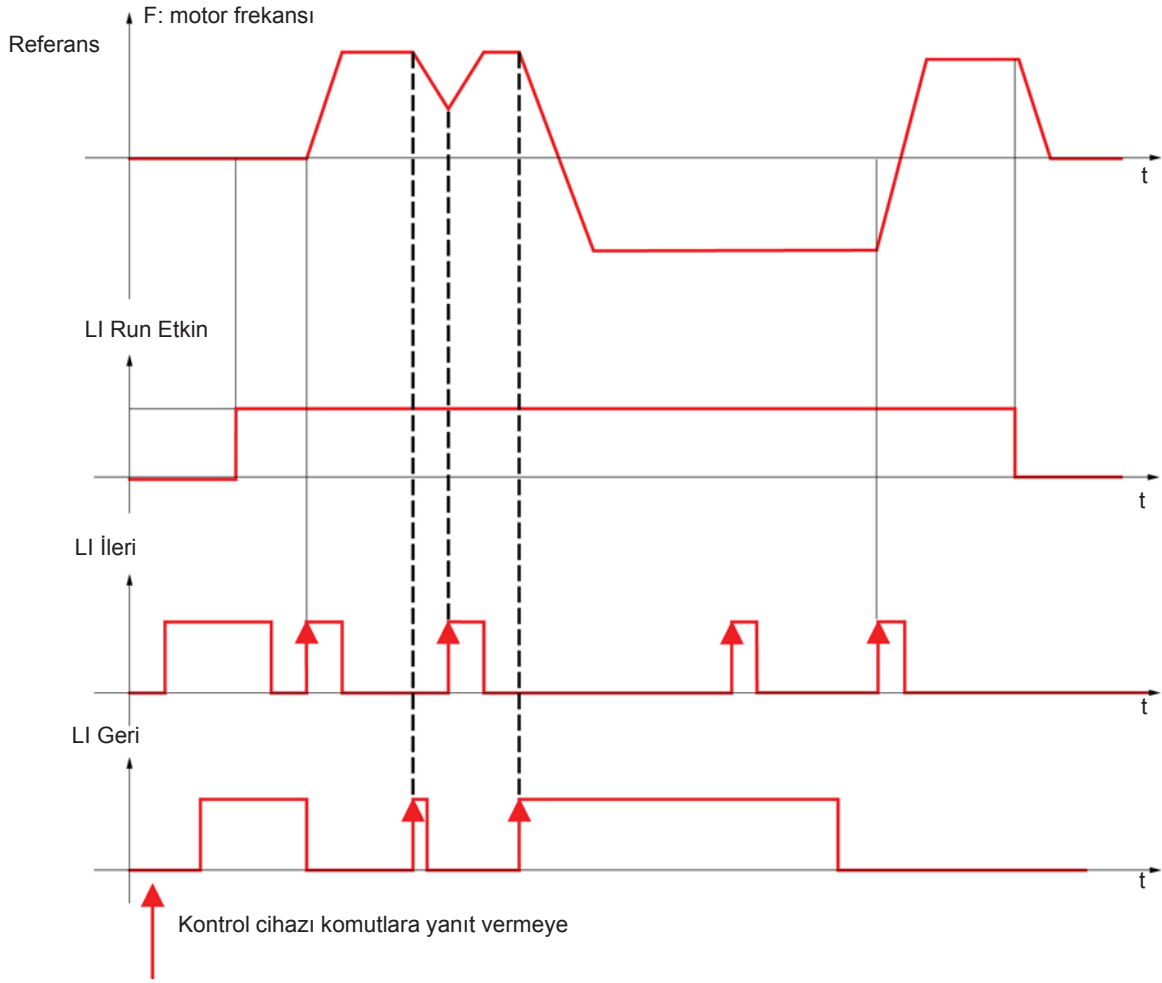 F: motor frekansı
Referans
t
LI Run Etkin
t
LI İleri
t
LI Geri
t
Kontrol cihazı komutlara yanıt vermeye